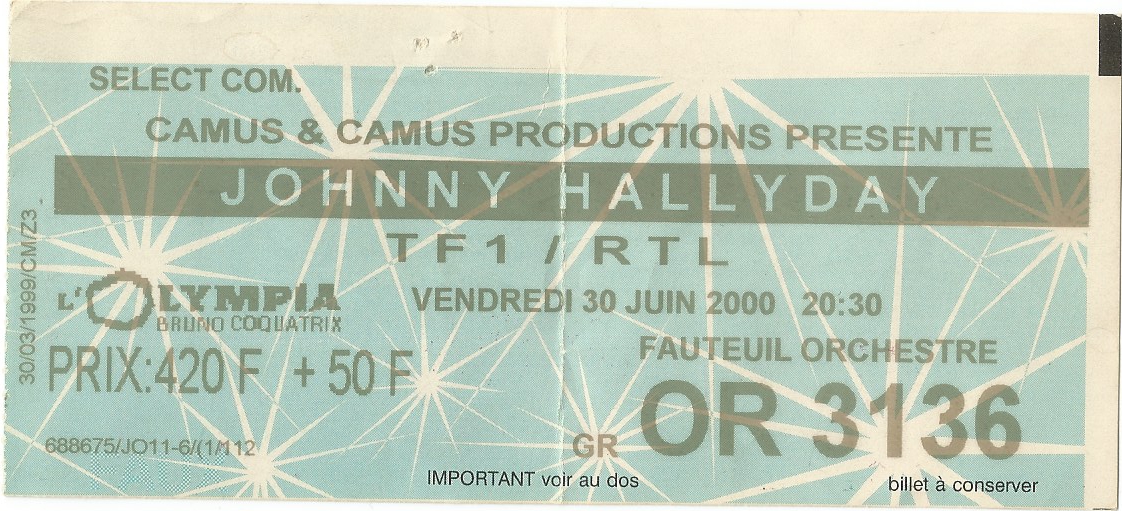 SELECT COM.
CAMUS & CAMUS PRODUCTIONS PRESENTE
JOHNNY HALLYDAY
TF1 / RTL
L'OLYMPIA
BRUNO COQUATRIX
VENDREDI 30 JUIN 2000 20:30
PRIX:420 F + 50 F
FAUTEUIL ORCHESTRE
GR OR 3136
688675/JO11-6/(1/112
IMPORTANT voir au dos
billet à conserver
30/03/1999/CM/Z3